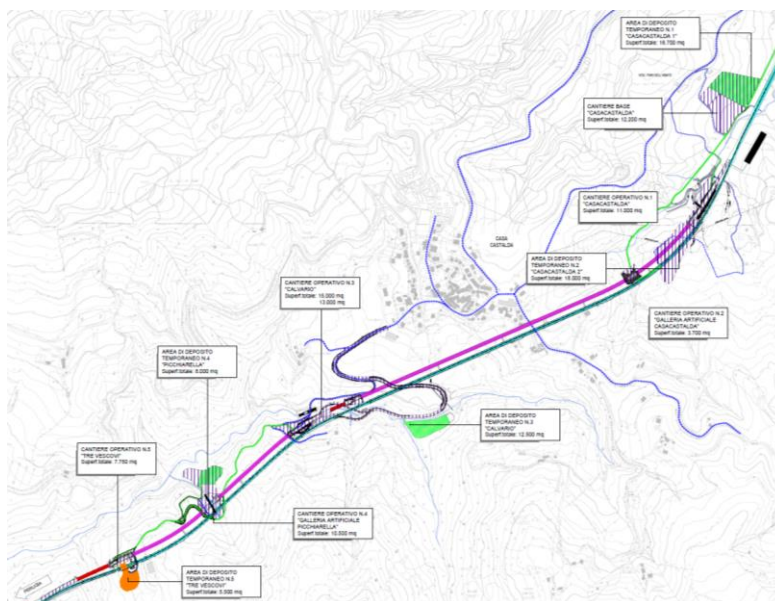 AREA DI DEPOSITO
TEMPORANEO N.1
"CASACASTALDA 1"
Superf.totale: 16.700 mq
CANTIERE BASE
"CASACASTALDA"
Superf.totale: 12.200 mq
CANTIERE OPERATIVO N.1
"CASACASTALDA"
Superf.totale: 11.000 mq
CASA
CASTALDA
AREA DI DEPOSITO
TEMPORANEO N.2
"CASACASTALDA 2"
Superf.totale: 15.000 mq
CANTIERE OPERATIVO N.3
"CALVARIO"
Superf.totale: 15.000 mq
13.000 mq
CANTIERE OPERATIVO N.2
"GALLERIA ARTIFICIALE
CASACASTALDA"
Superf.totale: 3.700 mq
AREA DI DEPOSITO
TEMPORANEO N.4
"PICCHIARELLA"
Superf.totale: 6.000 mq
AREA DI DEPOSITO
TEMPORANEO N.3
"CALVARIO"
Superf.totale: 12.500 mq
CANTIERE OPERATIVO N.5
"TRE VESCOVI"
Superf.totale: 7.750 mq
CANTIERE OPERATIVO N.4
"GALLERIA ARTIFICIALE
PICCHIARELLA"
Superf.totale: 10.500 mq
AREA DI DEPOSITO
TEMPORANEO N.5
"TRE VESCOVI"
Superf.totale: 5.000 mq